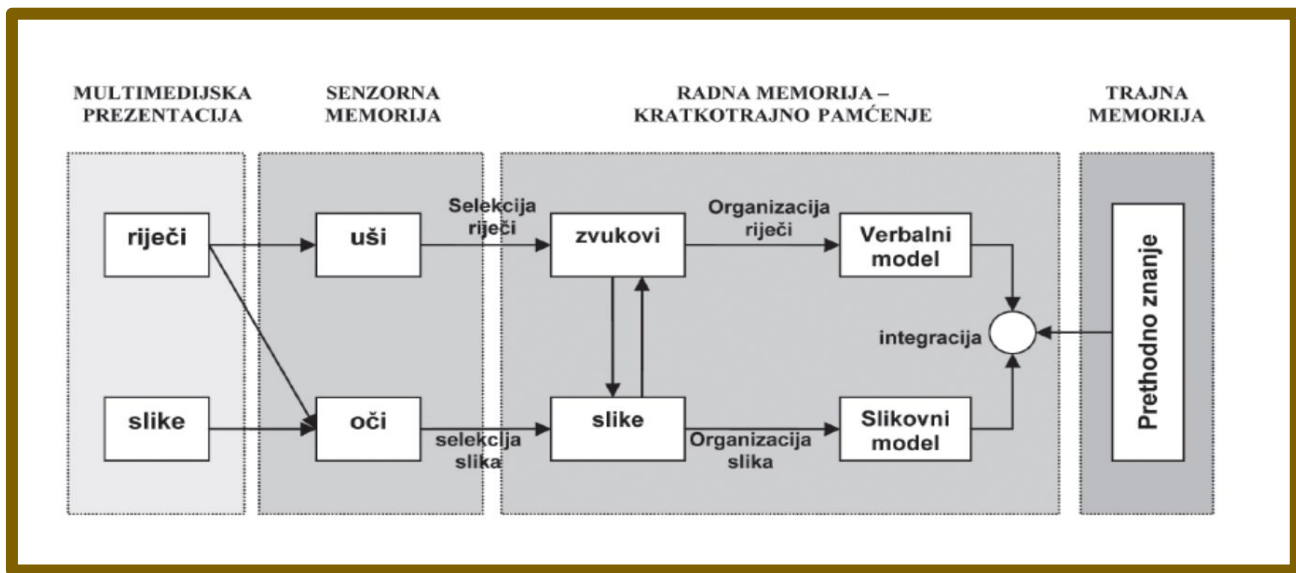 MULTIMEDIJSKA
PREZENTACIJA
SENZORNA
MEMORIJA
RADNA MEMORIJA –
KRATKOTRAJNO PAMĆENJE
TRAJNA
MEMORIJA
riječi
uši
Selekcija
riječi
zvukovi
Organizacija
riječi
Verbalni
model
integracija
Prethodno znanje
slike
oči
selekcija
slika
slike
Organizacija
slika
Slikovni
model